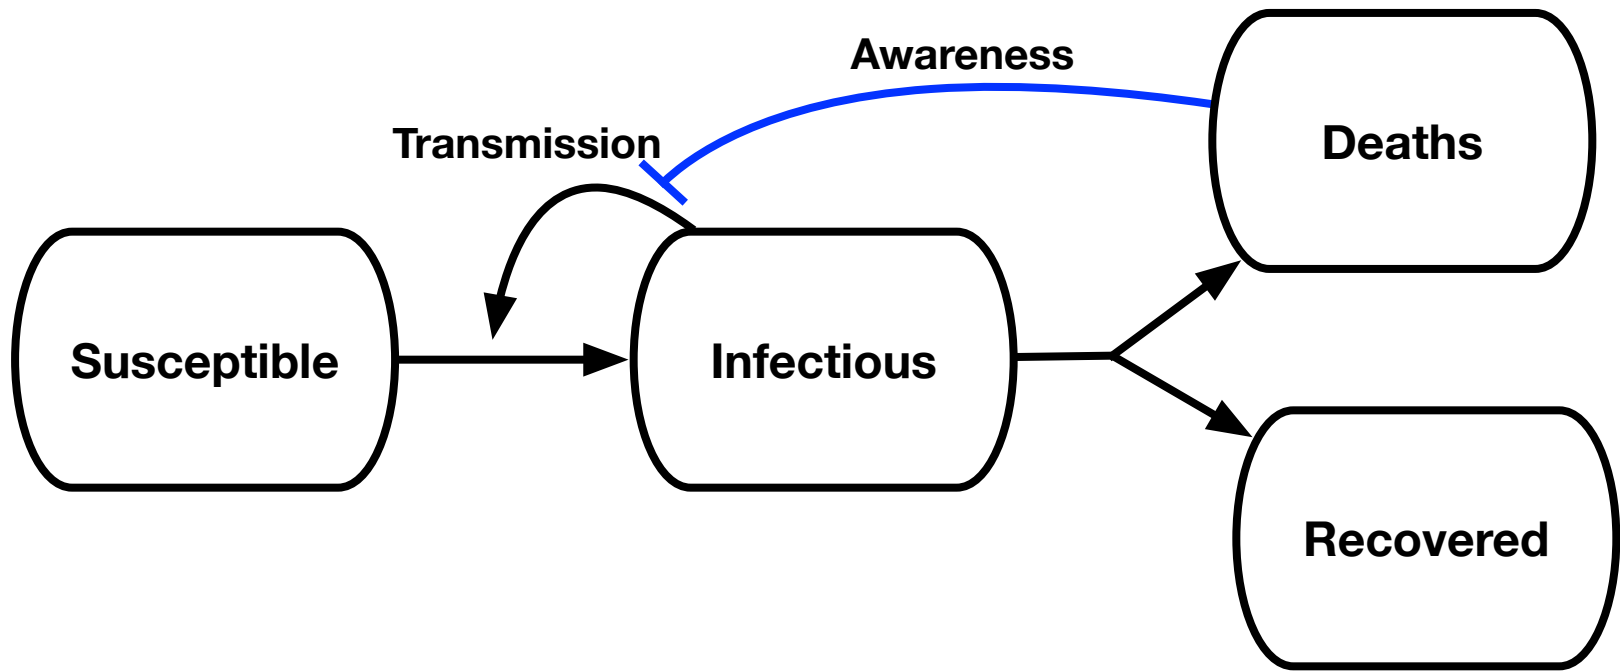 Awareness
Transmission
Deaths
Susceptible
Infectious
Recovered